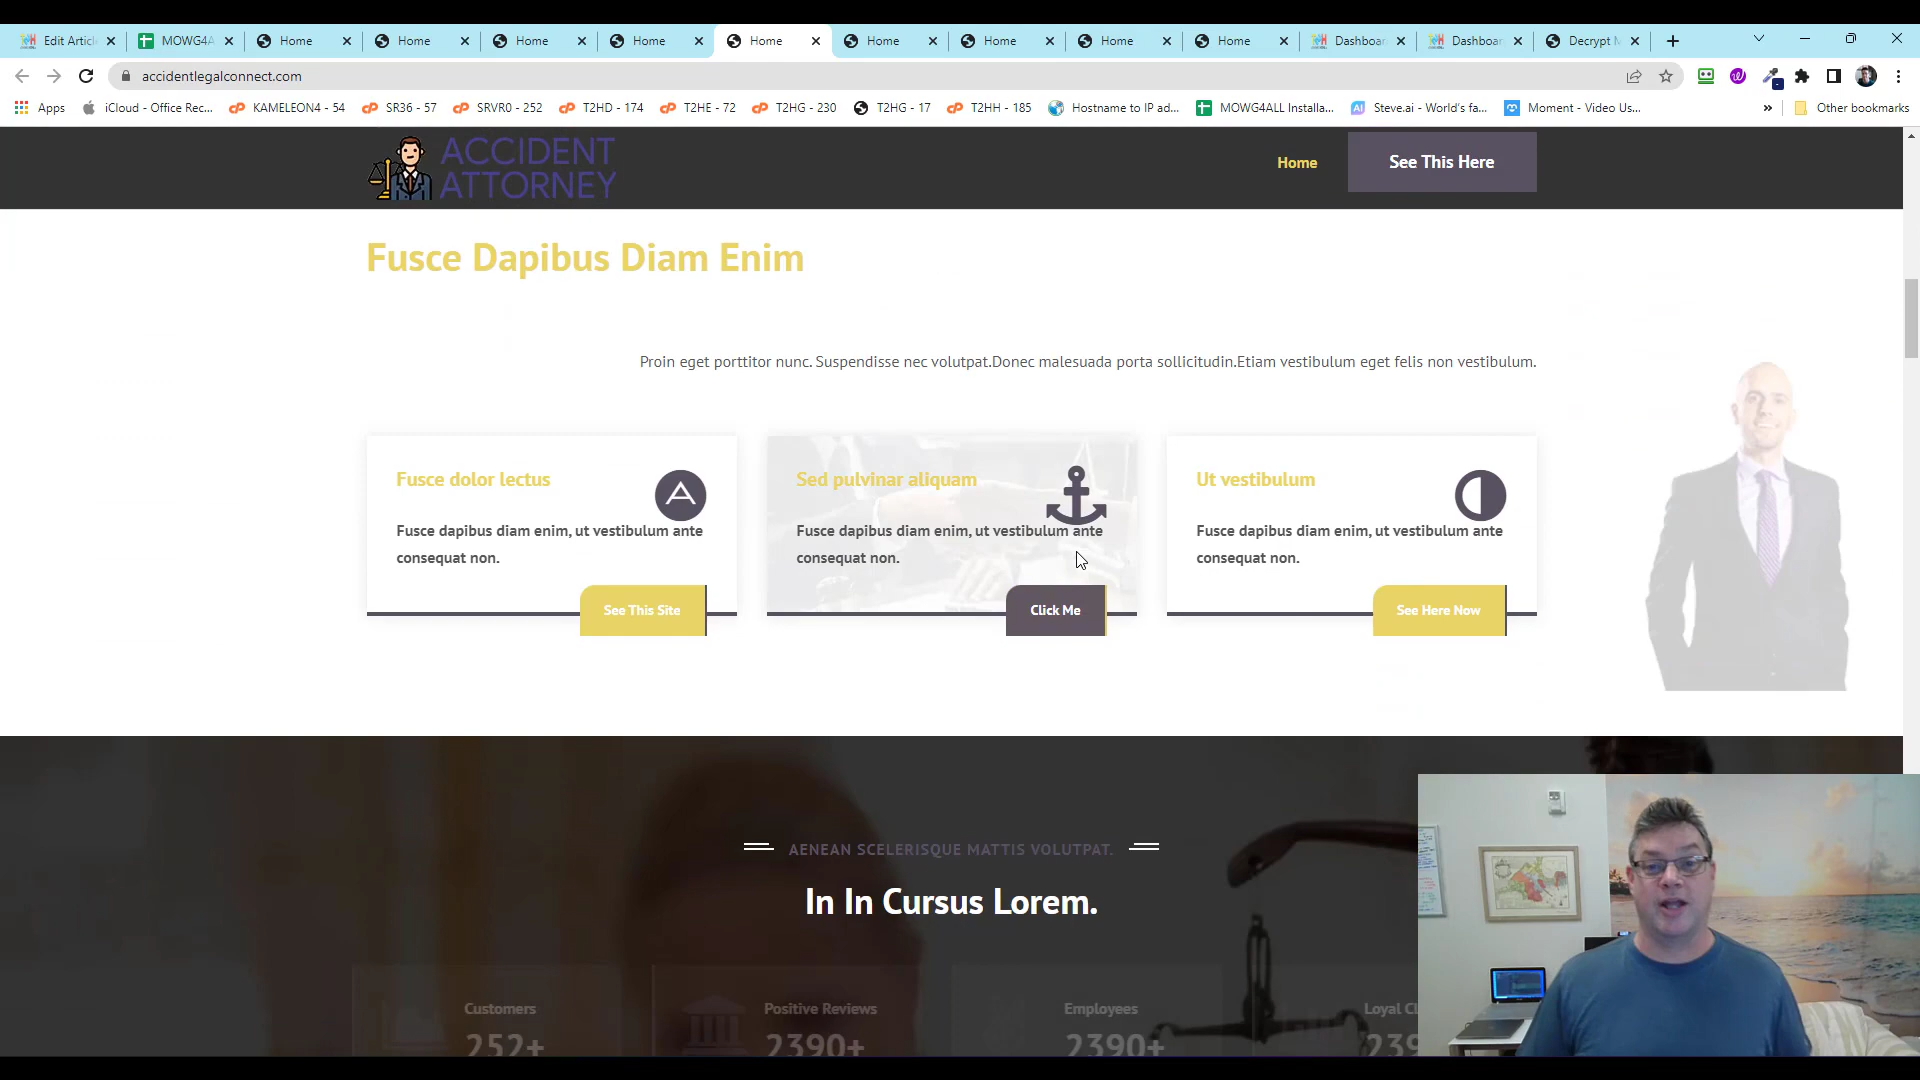 Edit Articl
MOWG4A
Home
Home
Home
Home
Home
Home
Home
Home
Home
Dashboar
Dashboar
Decrypt M
accidentlegalconnect.com
Apps
iCloud - Office Rec...
KAMELEON4 - 54
SR36 - 57
SRVR0 - 252
T2HD - 174
T2HE - 72
T2HG - 230
T2HG - 17
T2HH - 185
Hostname to IP ad...
MOWG4ALL Installa...
Steve.ai - World's fa...
Moment - Video Us...
»
Other bookmarks
ACCIDENT
ATTORNEY
Home
See This Here
Fusce Dapibus Diam Enim
Proin eget porttitor nunc. Suspendisse nec volutpat.Donec malesuada porta sollicitudin.Etiam vestibulum eget felis non vestibulum.
Fusce dolor lectus
Fusce dapibus diam enim, ut vestibulum ante
consequat non.
See This Site
Sed pulvinar aliquam
Fusce dapibus diam enim, ut vestibulum ante
consequat non.
Click Me
Ut vestibulum
Fusce dapibus diam enim, ut vestibulum ante
consequat non.
See Here Now
AENEAN SCELERISQUE MATTIS VOLUTPAT.
In In Cursus Lorem.
Customers
252+
Positive Reviews
2390+
Employees
2390+
Loyal Cl
239